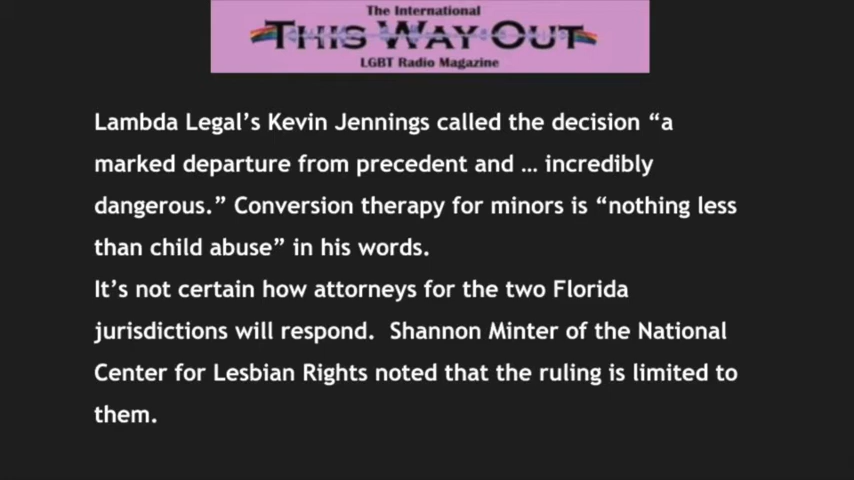 The International
THIS WAY OUT
LGBT Radio Magazine
Lambda Legal’s Kevin Jennings called the decision “a
marked departure from precedent and … incredibly
dangerous.” Conversion therapy for minors is “nothing less
than child abuse” in his words.
It’s not certain how attorneys for the two Florida
jurisdictions will respond.  Shannon Minter of the National
Center for Lesbian Rights noted that the ruling is limited to
them.